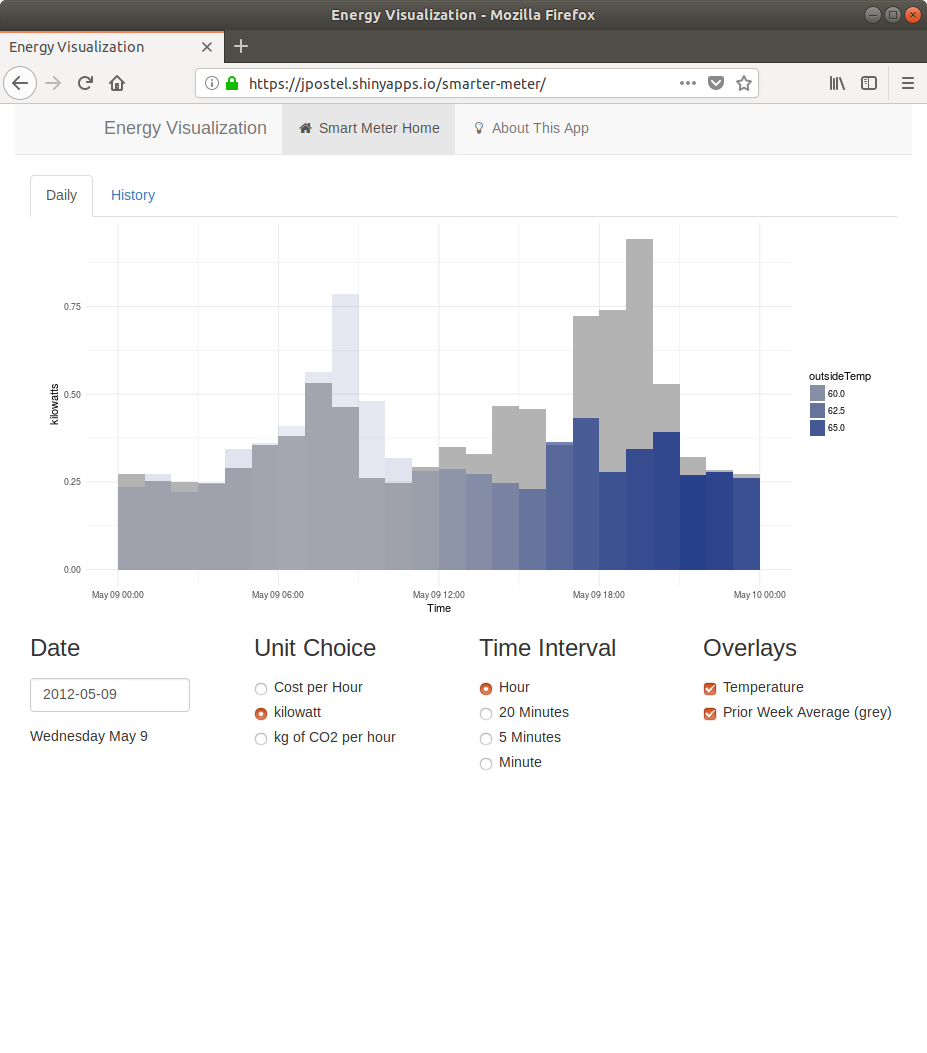 Energy Visualization - Mozilla Firefox
Energy Visualization
https://jpostel.shinyapps.io/smarter-meter/
Energy Visualization Smart Meter Home About This App
Daily History
0.75
0.50
0.25
0.00
kilowatts
May 09 00:00 May 09 06:00 May 09 12:00 May 09 18:00 May 10 00:00
Time
outsideTemp
60.0
62.5
65.0
Date
2012-05-09
Wednesday May 9
Unit Choice
Cost per Hour
kilowatt
kg of CO2 per hour
Time Interval
Hour
20 Minutes
5 Minutes
Minute
Overlays
Temperature
Prior Week Average (grey)